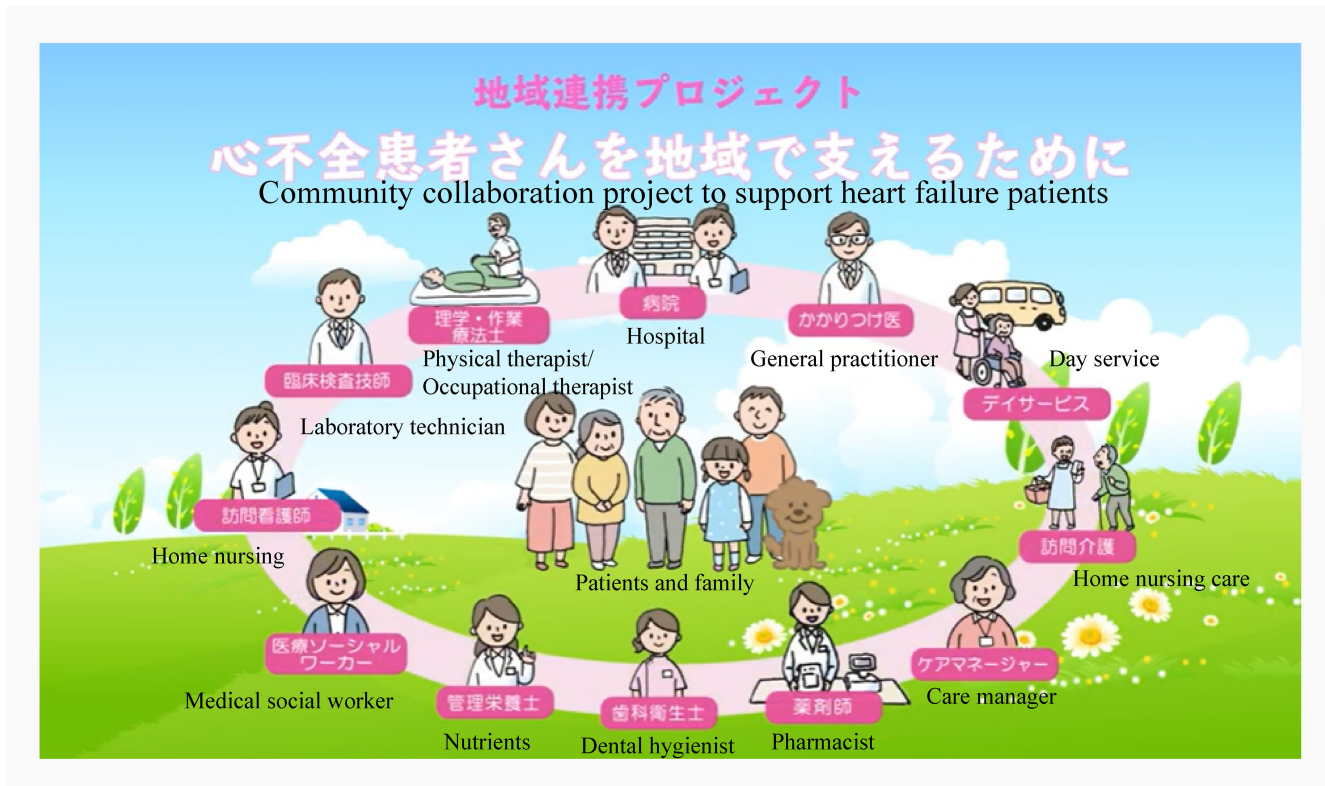 地域連携プロジェクト
心不全患者さんを地域で支えるために
Community collaboration project to support heart failure patients
病院
Hospital
かかりつけ医
General practitioner
デイサービス
Day service
訪問介護
Home nursing care
ケアマネージャー
Care manager
薬剤師
Pharmacist
歯科衛生士
Dental hygienist
管理栄養士
Nutrients
医療ソーシャル
ワーカー
Medical social worker
訪問看護師
Home nursing
臨床検査技師
Laboratory technician
理学・作業
療法士
Physical therapist/
Occupational therapist
Patients and family